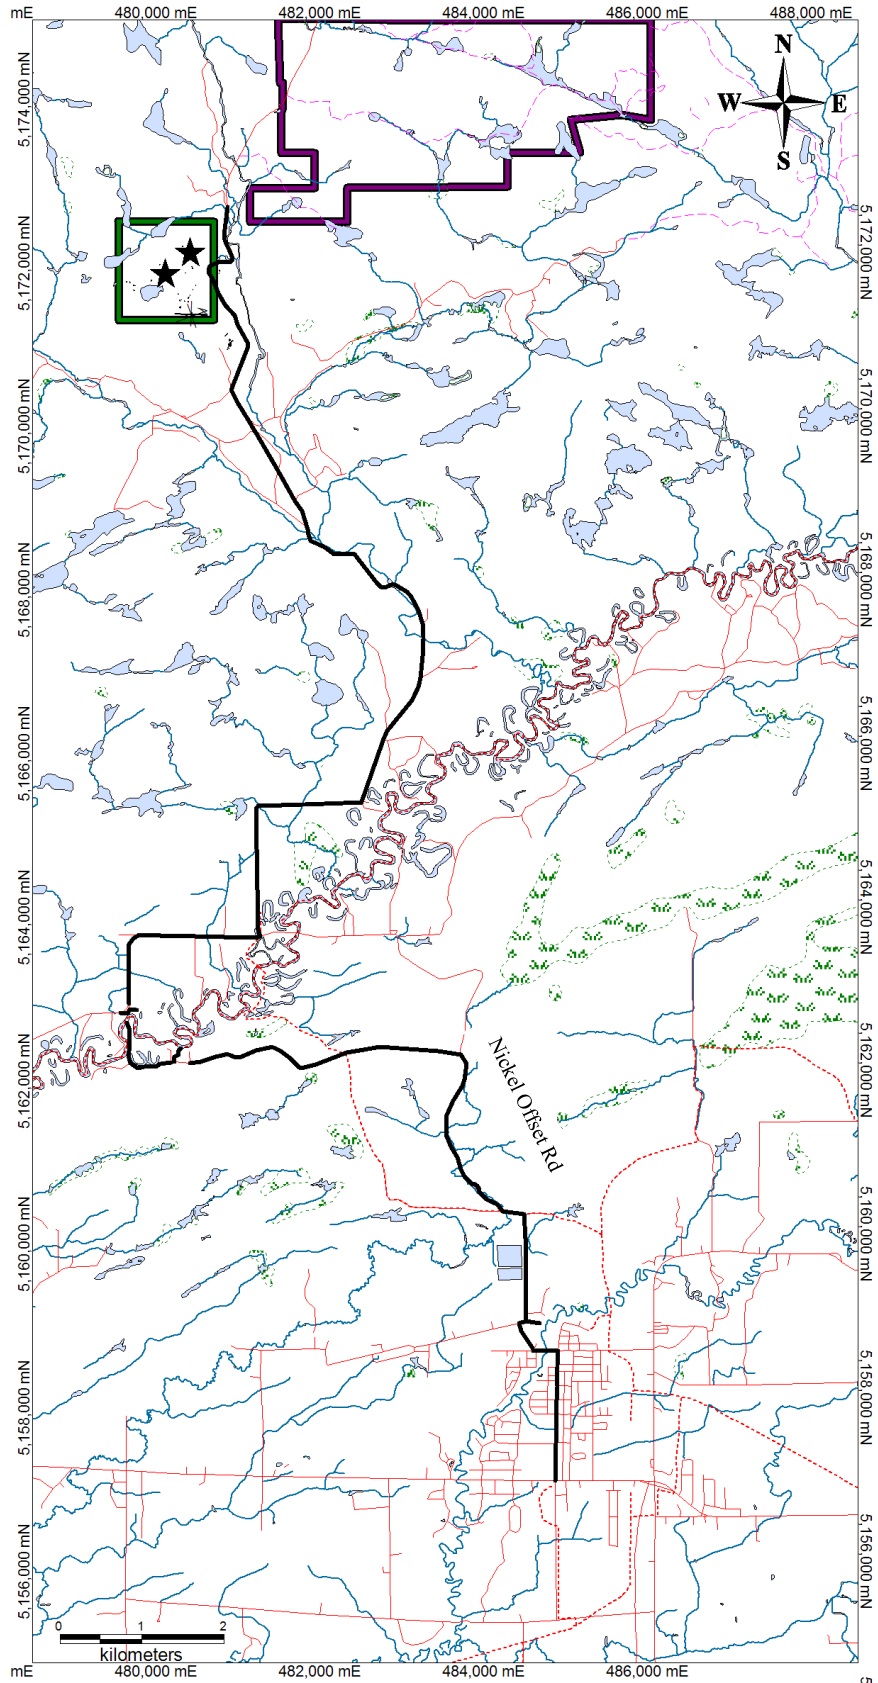 mE
480,000 mE
482,000 mE
484,000 mE
486,000 mE
488,000 mE
N
W
E
S
5,174,000 mN
5,172,000 mN
5,172,000 mN
5,170,000 mN
5,170,000 mN
5,168,000 mN
5,168,000 mN
5,166,000 mN
5,166,000 mN
5,164,000 mN
5,164,000 mN
5,162,000 mN
5,162,000 mN
Nickel Offset Rd
5,160,000 mN
5,160,000 mN
5,158,000 mN
5,158,000 mN
5,156,000 mN
5,156,000 mN
0
1
2
kilometers
mE
480,000 mE
482,000 mE
484,000 mE
486,000 mE